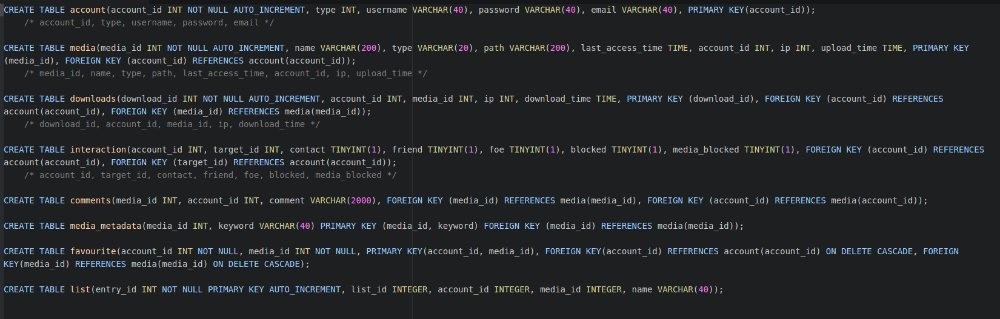 CREATE TABLE account(account_id INT NOT NULL AUTO_INCREMENT, type INT, username VARCHAR(40), password VARCHAR(40), email VARCHAR(40), PRIMARY KEY(account_id));
/* account_id, type, username, password, email */
CREATE TABLE media(media_id INT NOT NULL AUTO_INCREMENT, name VARCHAR(200), type VARCHAR(20), path VARCHAR(200), last_access_time TIME, account_id INT, ip INT, upload_time TIME, PRIMARY KEY
(media_id), FOREIGN KEY (account_id) REFERENCES account(account_id));
/* media_id, name, type, path, last_access_time, account_id, ip, upload_time */
CREATE TABLE downloads(download_id INT NOT NULL AUTO_INCREMENT, account_id INT, media_id INT, ip INT, download_time TIME, PRIMARY KEY (download_id), FOREIGN KEY (account_id) REFERENCES
account(account_id), FOREIGN KEY (media_id) REFERENCES media(media_id));
/* download_id, account_id, media_id, ip, download_time */
CREATE TABLE interaction(account_id INT, target_id INT, contact TINYINT(1), friend TINYINT(1), foe TINYINT(1), blocked TINYINT(1), media_blocked TINYINT(1), FOREIGN KEY (account_id) REFERENCES
account(account_id), FOREIGN KEY (target_id) REFERENCES account(account_id));
/* account_id, target_id, contact, friend, foe, blocked, media_blocked */
CREATE TABLE comments(media_id INT, account_id INT, comment VARCHAR(2000), FOREIGN KEY (media_id) REFERENCES media(media_id), FOREIGN KEY (account_id) REFERENCES media(account_id));
CREATE TABLE media_metadata(media_id INT, keyword VARCHAR(40) PRIMARY KEY (media_id, keyword) FOREIGN KEY (media_id) REFERENCES media(media_id));
CREATE TABLE favourite(account_id INT NOT NULL, media_id INT NOT NULL, PRIMARY KEY(account_id, media_id), FOREIGN KEY(account_id) REFERENCES account(account_id) ON DELETE CASCADE, FOREIGN
KEY(media_id) REFERENCES media(media_id) ON DELETE CASCADE);
CREATE TABLE list(entry_id INT NOT NULL PRIMARY KEY AUTO_INCREMENT, list_id INTEGER, account_id INTEGER, media_id INTEGER, name VARCHAR(40));